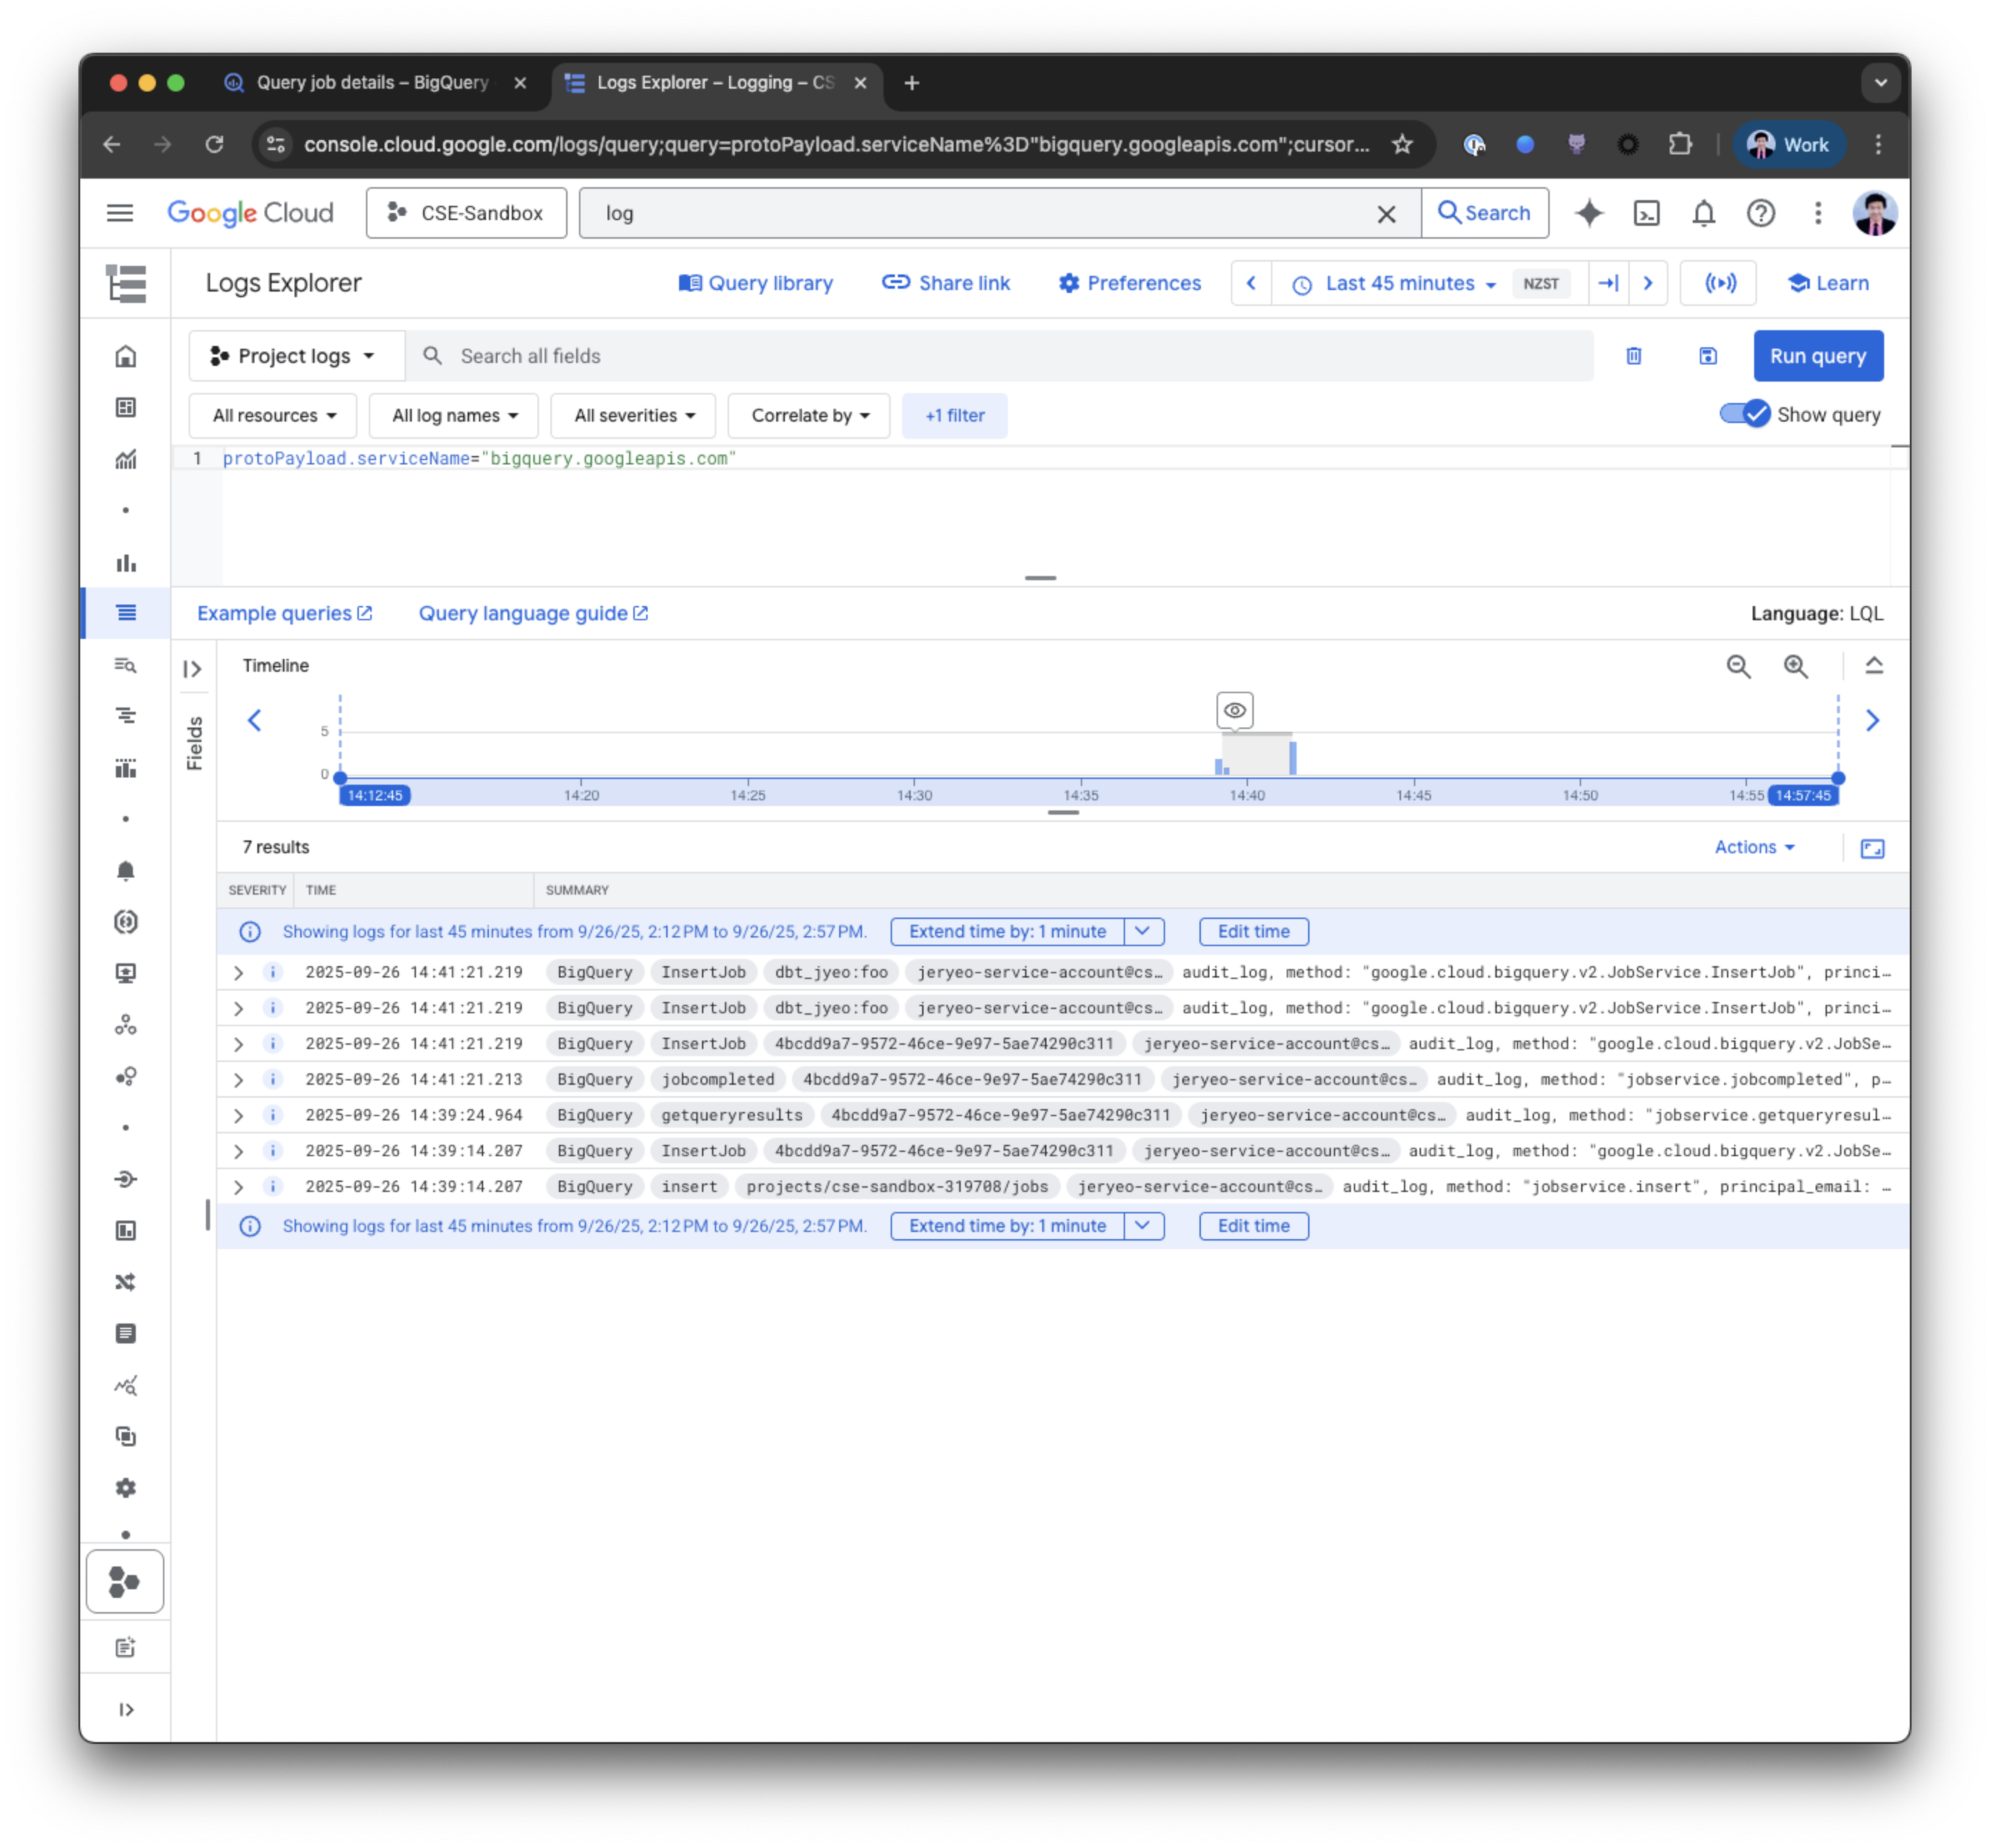 Query job details – BigQuery
Logs Explorer – Logging – CS
console.cloud.google.com/logs/query;query=protoPayload.serviceName%3D"bigquery.googleapis.com";cursor...
Work
Google Cloud
CSE-Sandbox
log
Search
Logs Explorer
Query library
Share link
Preferences
Last 45 minutes
NZST
Learn
Project logs
Search all fields
Run query
All resources
All log names
All severities
Correlate by
+1 filter
Show query
1 protoPayload.serviceName="bigquery.googleapis.com"
Example queries
Query language guide
Language: LQL
Timeline
Fields
5
0
14:12:45 14:20 14:25 14:30 14:35 14:40 14:45 14:50 14:55 14:57:45
7 results
Actions
SEVERITY TIME SUMMARY
Showing logs for last 45 minutes from 9/26/25, 2:12 PM to 9/26/25, 2:57 PM. Extend time by: 1 minute Edit time
2025-09-26 14:41:21.219 BigQuery InsertJob dbt_jyeo:foo jeryeo-service-account@cs… audit_log, method: "google.cloud.bigquery.v2.JobService.InsertJob", princi…
2025-09-26 14:41:21.219 BigQuery InsertJob dbt_jyeo:foo jeryeo-service-account@cs… audit_log, method: "google.cloud.bigquery.v2.JobService.InsertJob", princi…
2025-09-26 14:41:21.219 BigQuery InsertJob 4bcdd9a7-9572-46ce-9e97-5ae74290c311 jeryeo-service-account@cs… audit_log, method: "google.cloud.bigquery.v2.JobSe…
2025-09-26 14:41:21.213 BigQuery jobcompleted 4bcdd9a7-9572-46ce-9e97-5ae74290c311 jeryeo-service-account@cs… audit_log, method: "jobservice.jobcompleted", p…
2025-09-26 14:39:24.964 BigQuery getqueryresults 4bcdd9a7-9572-46ce-9e97-5ae74290c311 jeryeo-service-account@cs… audit_log, method: "jobservice.getqueryresul…
2025-09-26 14:39:14.207 BigQuery InsertJob 4bcdd9a7-9572-46ce-9e97-5ae74290c311 jeryeo-service-account@cs… audit_log, method: "google.cloud.bigquery.v2.JobSe…
2025-09-26 14:39:14.207 BigQuery insert projects/cse-sandbox-319708/jobs jeryeo-service-account@cs… audit_log, method: "jobservice.insert", principal_email: …
Showing logs for last 45 minutes from 9/26/25, 2:12 PM to 9/26/25, 2:57 PM. Extend time by: 1 minute Edit time